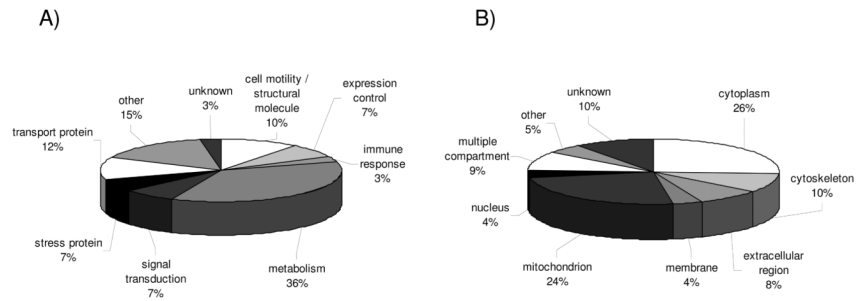 A)
unknown
3%
cell motility /
structural
molecule
10%
expression
control
7%
immune
response
3%
metabolism
36%
signal
transduction
7%
stress protein
7%
transport protein
12%
other
15%
B)
unknown
10%
cytoplasm
26%
cytoskeleton
10%
extracellular
region
8%
membrane
4%
mitochondrion
24%
nucleus
4%
multiple
compartment
9%
other
5%